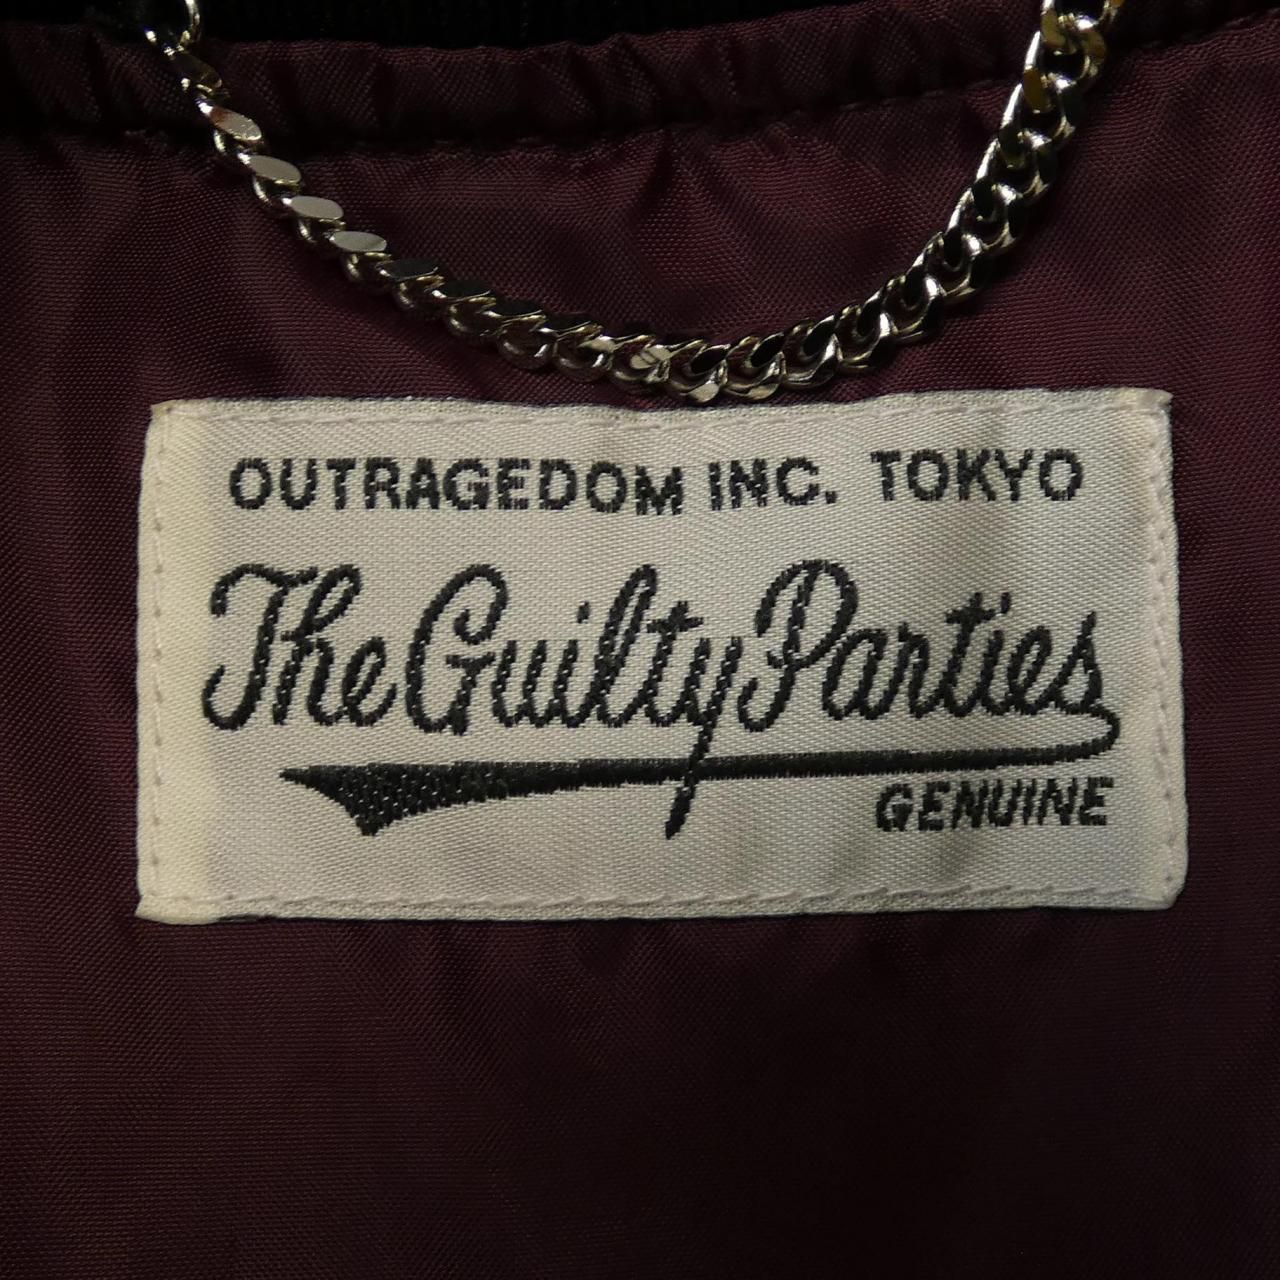 OUTRAGEDOM INC. TOKYO
The Guilty Parties
GENUINE